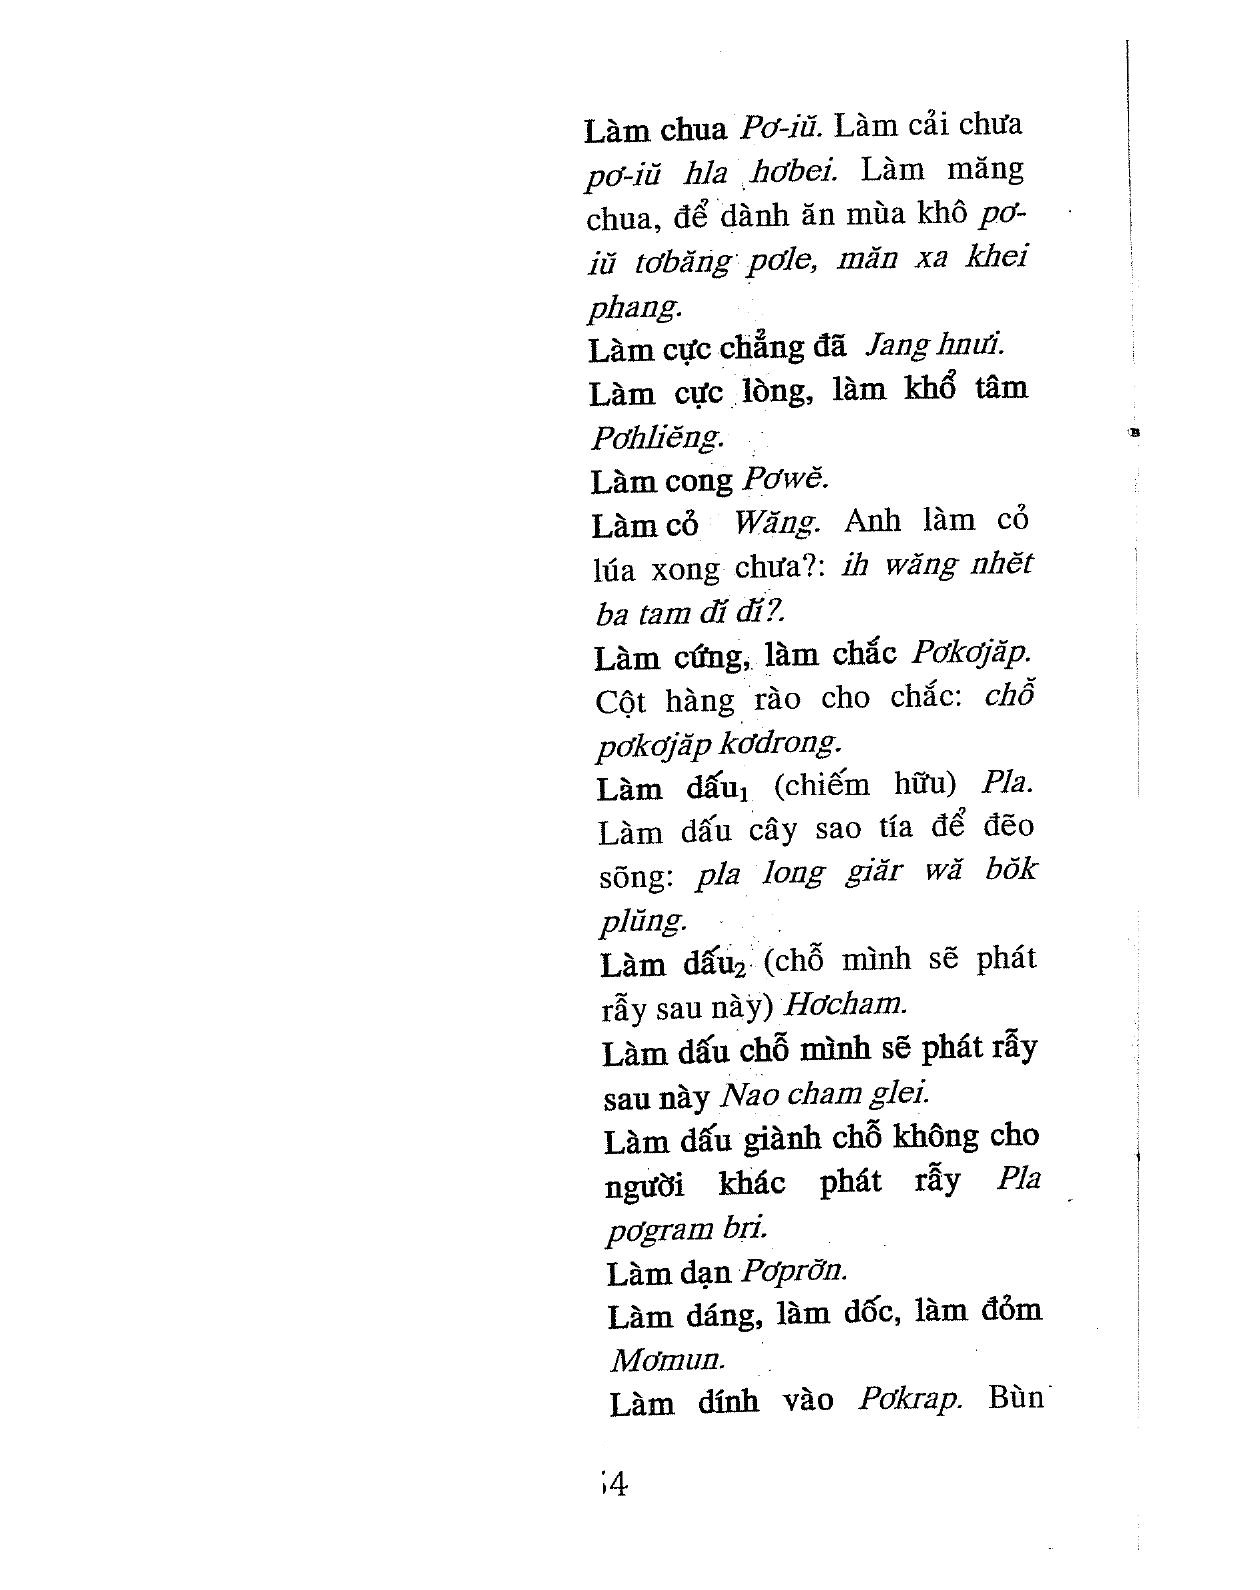 Làm chua Pơ-iŭ. Làm cải chưa
pơ-iŭ hla hơbei. Làm măng
chua, để dành ăn mùa khô pơ-
iŭ tơbăng pơle, măn xa khei
phang.
Làm cực chẳng đã Jang hnưi.
Làm cực lòng, làm khổ tâm
Pơhliĕng.
Làm cong Pơwĕ.
Làm cỏ Wăng. Anh làm cỏ
lúa xong chưa?: ih wăng nhĕt
ba tam đĭ đĭ?.
Làm cứng, làm chắc Pơkơjăp.
Cột hàng rào cho chắc: chỗ
pơkơjăp kơdrong.
Làm dấu₁ (chiếm hữu) Pla.
Làm dấu cây sao tía để đẽo
sõng: pla long giăr wă bŏk
plŭng.
Làm dấu₂ (chỗ mình sẽ phát
rẫy sau này) Hơcham.
Làm dấu chỗ mình sẽ phát rẫy
sau này Nao cham glei.
Làm dấu giành chỗ không cho
người khác phát rẫy Pla
pơgram bri.
Làm dạn Pơprỡn.
Làm dáng, làm dốc, làm đỏm
Mơmun.
Làm dính vào Pơkrap. Bùn
4